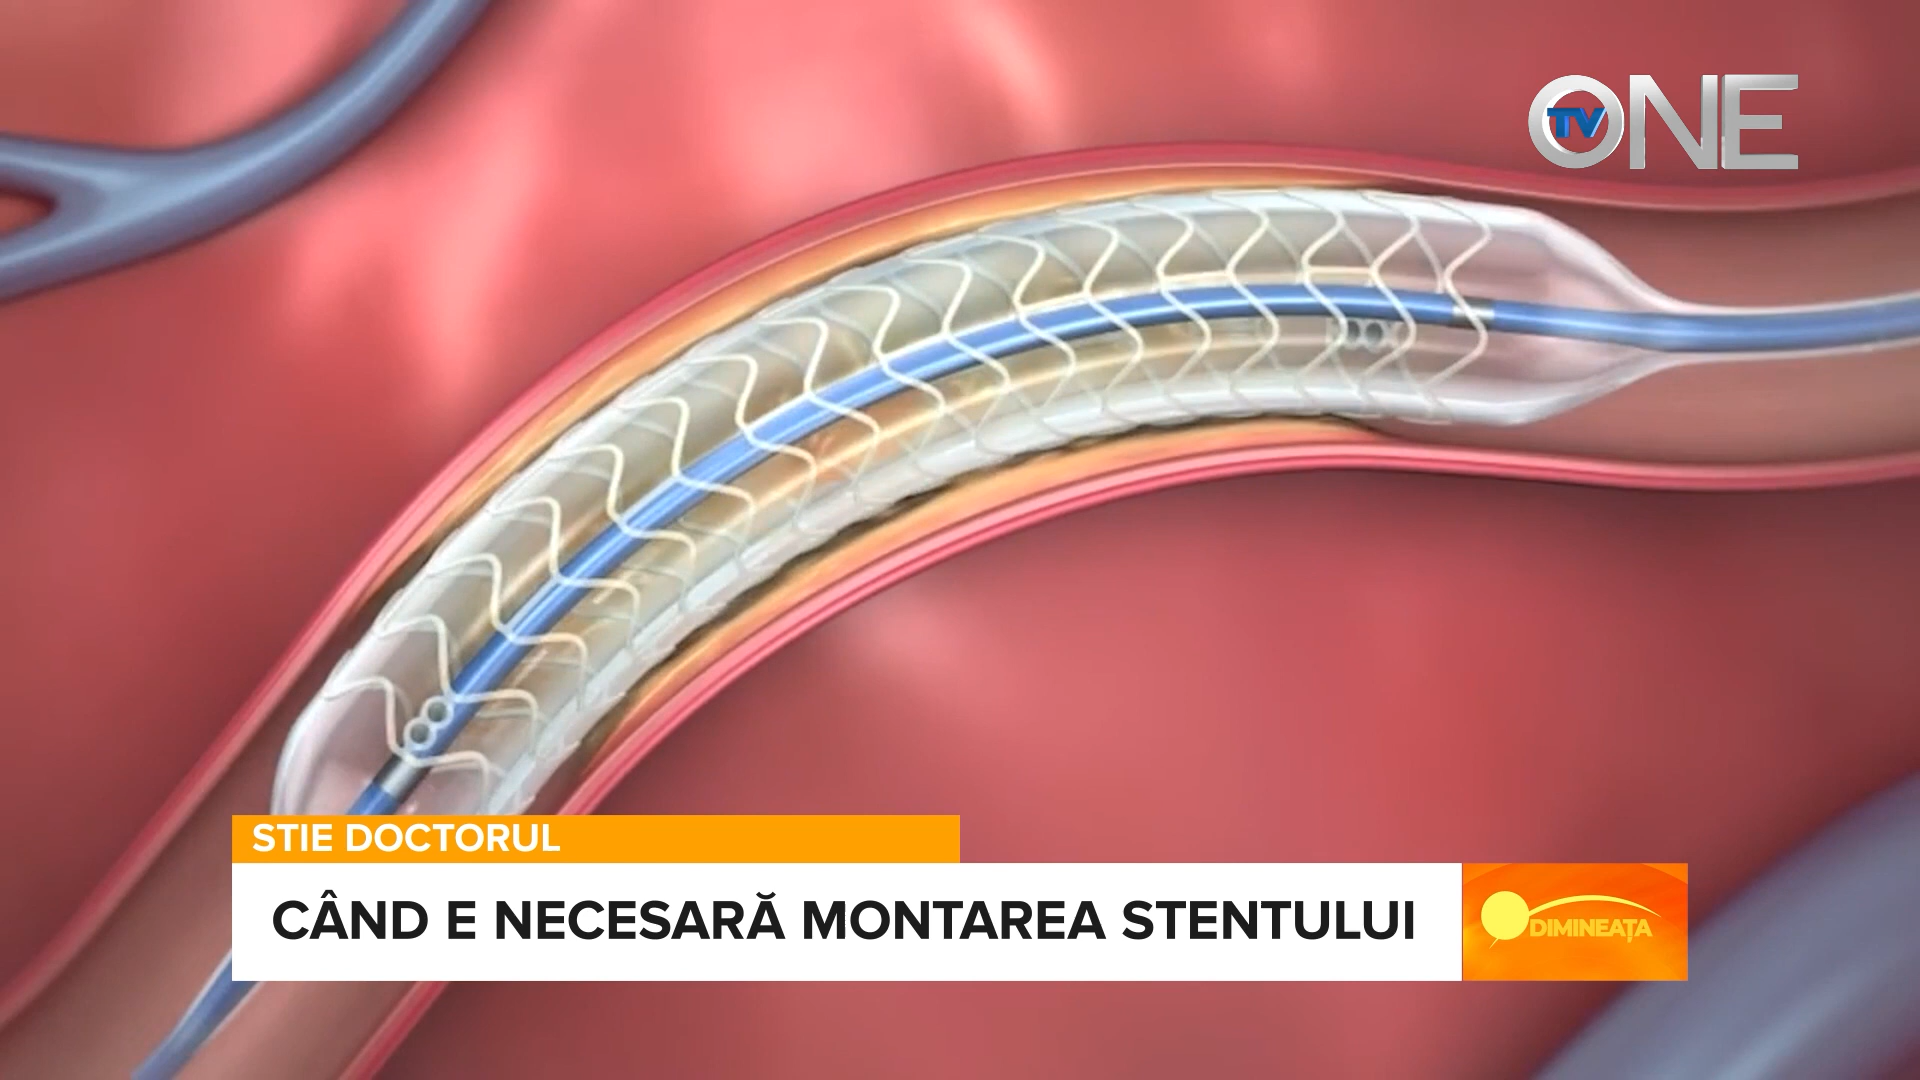 TV ONE
STIE DOCTORUL
CÂND E NECESARĂ MONTAREA STENTULUI
DIMINEAȚA